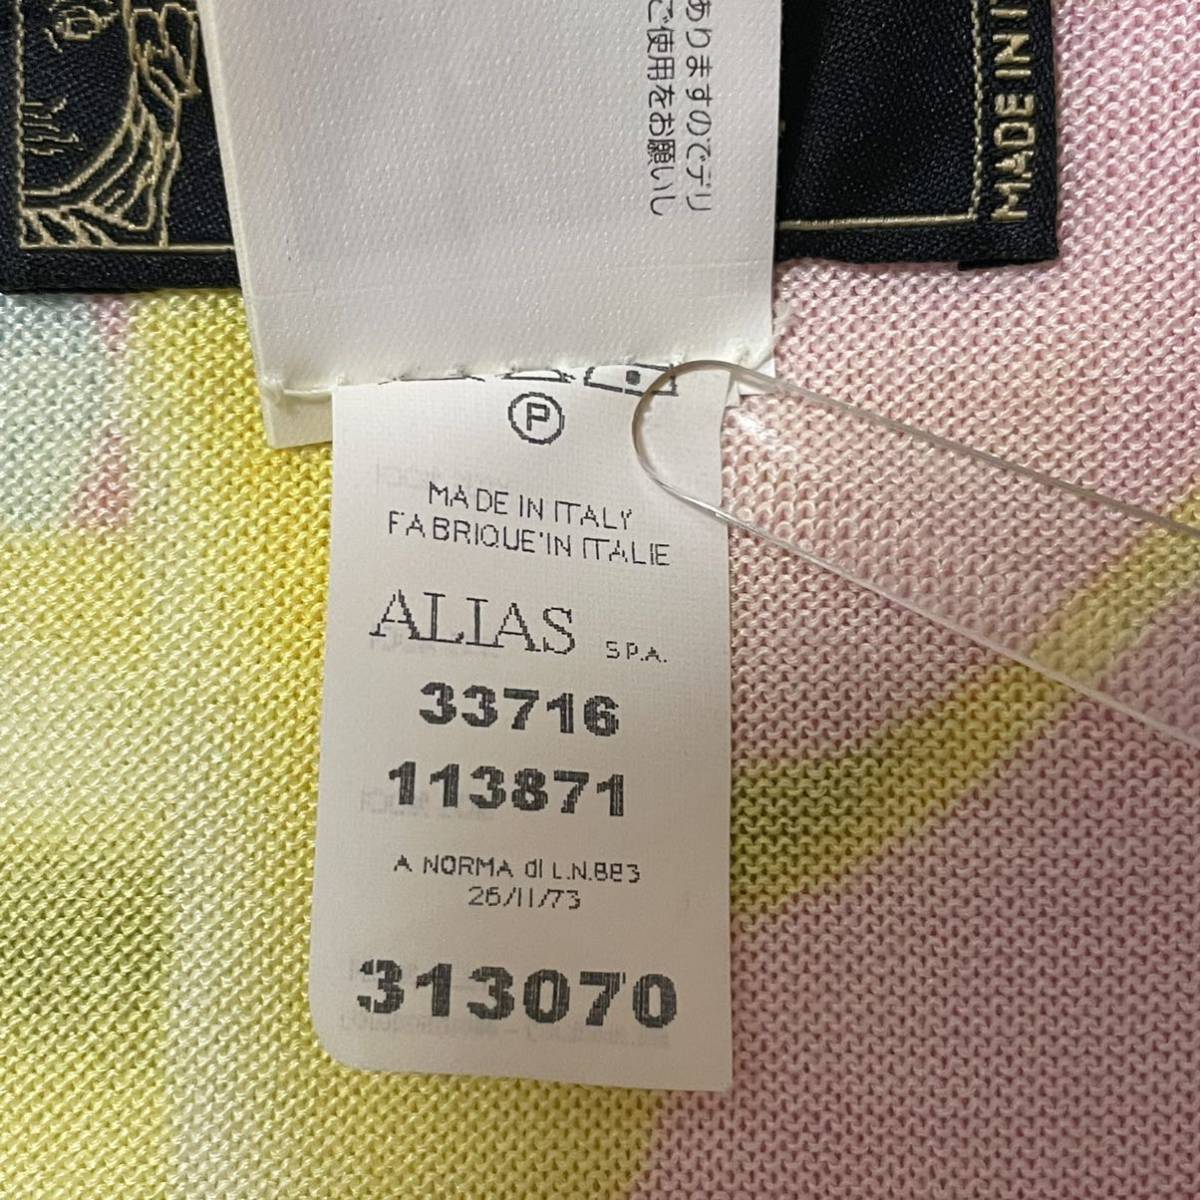 ありますのでデリ
ご使用をお願いし
MADE IN I
P
MADE IN ITALY
FABRIQUE'IN ITALIE
ALIAS S.P.A.
33716
113871
A NORMA di L.N.883
26/11/73
313070